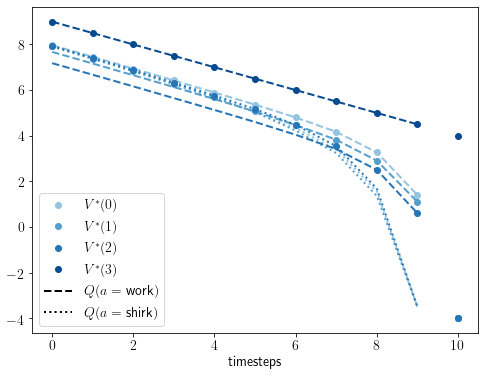 8
6
4
2
0
−2
−4
V*(0)
V*(1)
V*(2)
V*(3)
Q(a = work)
Q(a = shirk)
0 2 4 6 8 10
timesteps